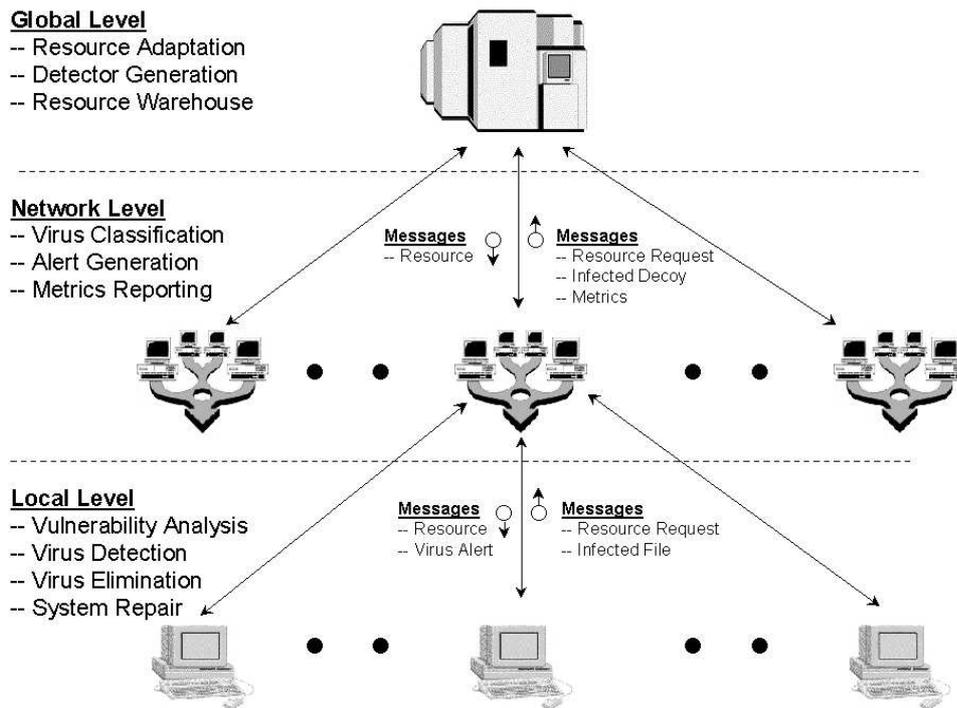 Global Level
-- Resource Adaptation
-- Detector Generation
-- Resource Warehouse
Network Level
-- Virus Classification
-- Alert Generation
-- Metrics Reporting
Messages
-- Resource
Messages
-- Resource Request
-- Infected Decoy
-- Metrics
Local Level
-- Vulnerability Analysis
-- Virus Detection
-- Virus Elimination
-- System Repair
Messages
-- Resource
-- Virus Alert
Messages
-- Resource Request
-- Infected File